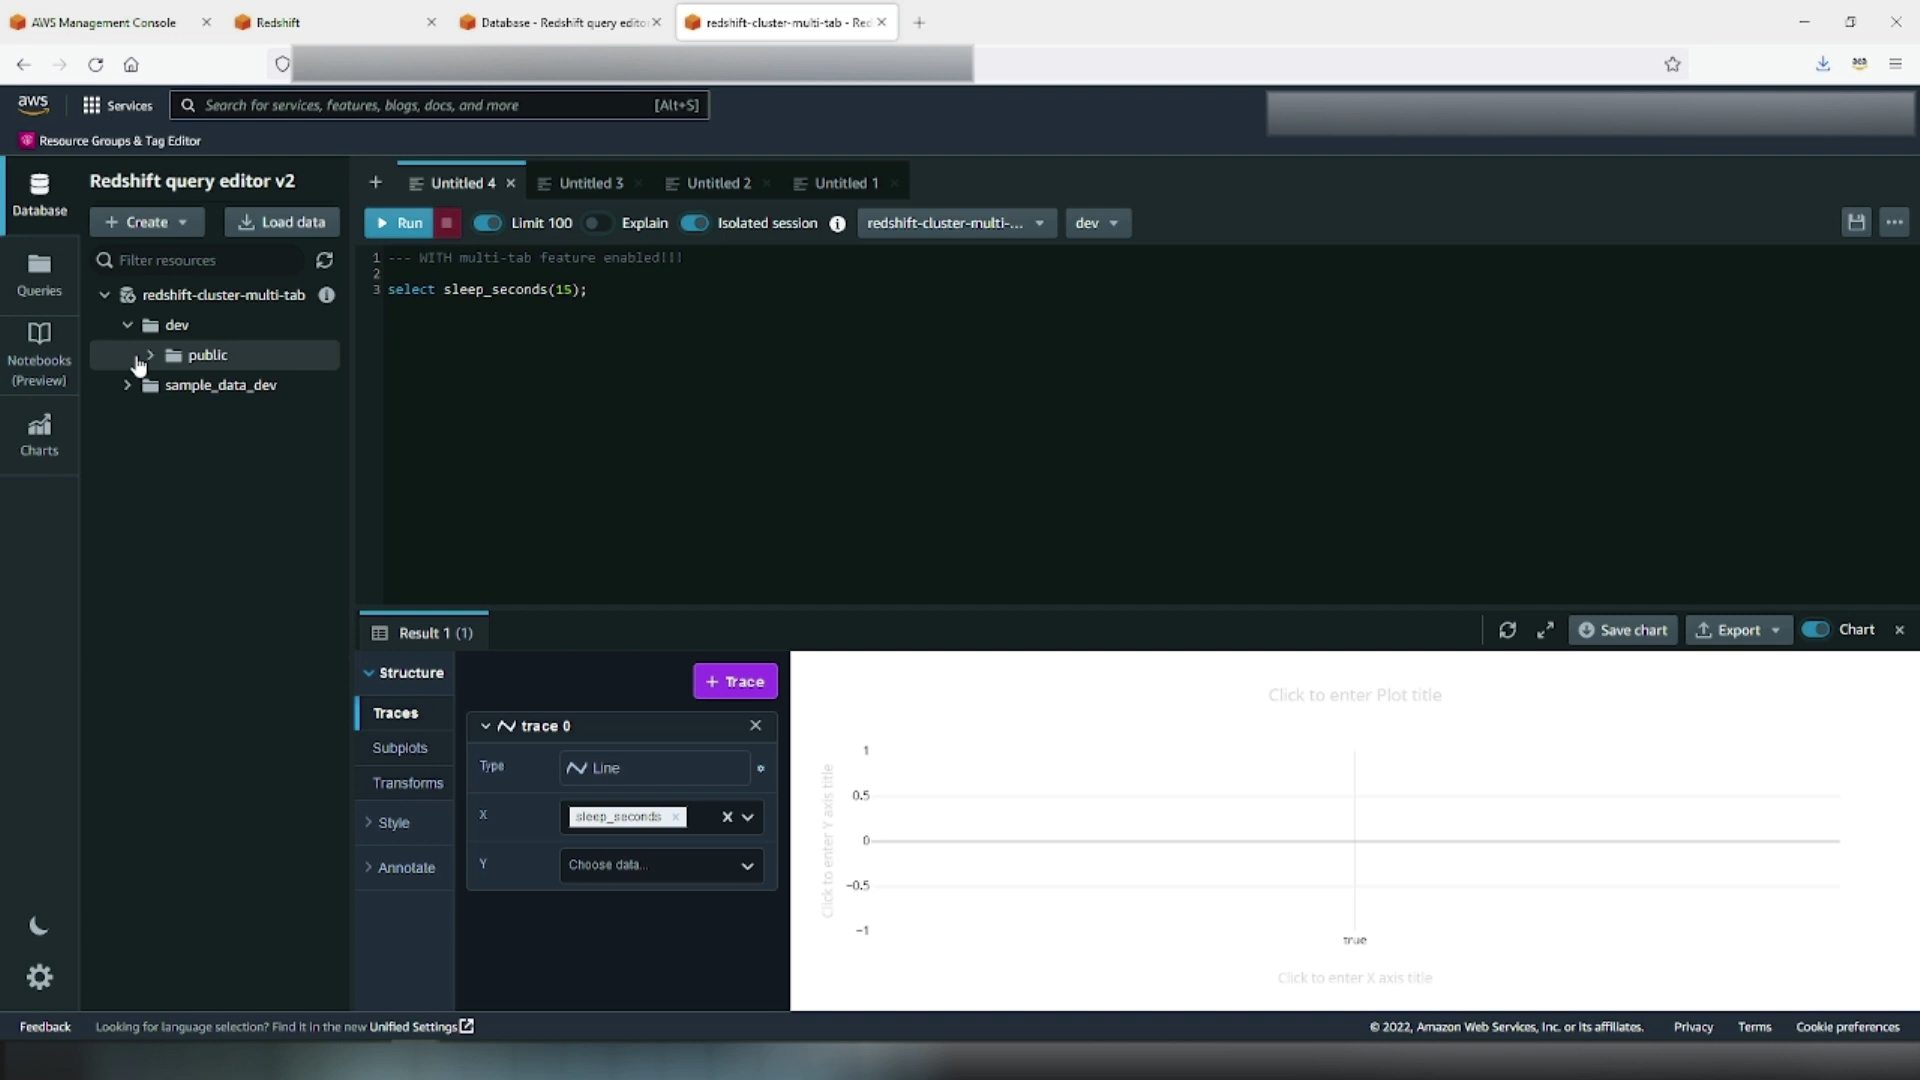 AWS Management Console
Redshift
Database - Redshift query edito
redshift-cluster-multi-tab - Red
aws
Services
Search for services, features, blogs, docs, and more
[Alt+S]
Resource Groups & Tag Editor
Database
Queries
Notebooks
(Preview)
Charts
Redshift query editor v2
+ Create
Load data
Filter resources
redshift-cluster-multi-tab
dev
public
sample_data_dev
Untitled 4
Untitled 3
Untitled 2
Untitled 1
Run
Limit 100
Explain
Isolated session
redshift-cluster-multi-...
dev
1 --- WITH multi-tab feature enabled!!!
2
3 select sleep_seconds(15);
Result 1 (1)
Save chart
Export
Chart
Structure
Traces
Subplots
Transforms
Style
Annotate
+ Trace
trace 0
Type
Line
X
sleep_seconds
Y
Choose data...
Click to enter Plot title
Click to enter Y axis title
1
0.5
0
−0.5
−1
true
Click to enter X axis title
Feedback
Looking for language selection? Find it in the new Unified Settings
© 2022, Amazon Web Services, Inc. or its affiliates.
Privacy
Terms
Cookie preferences